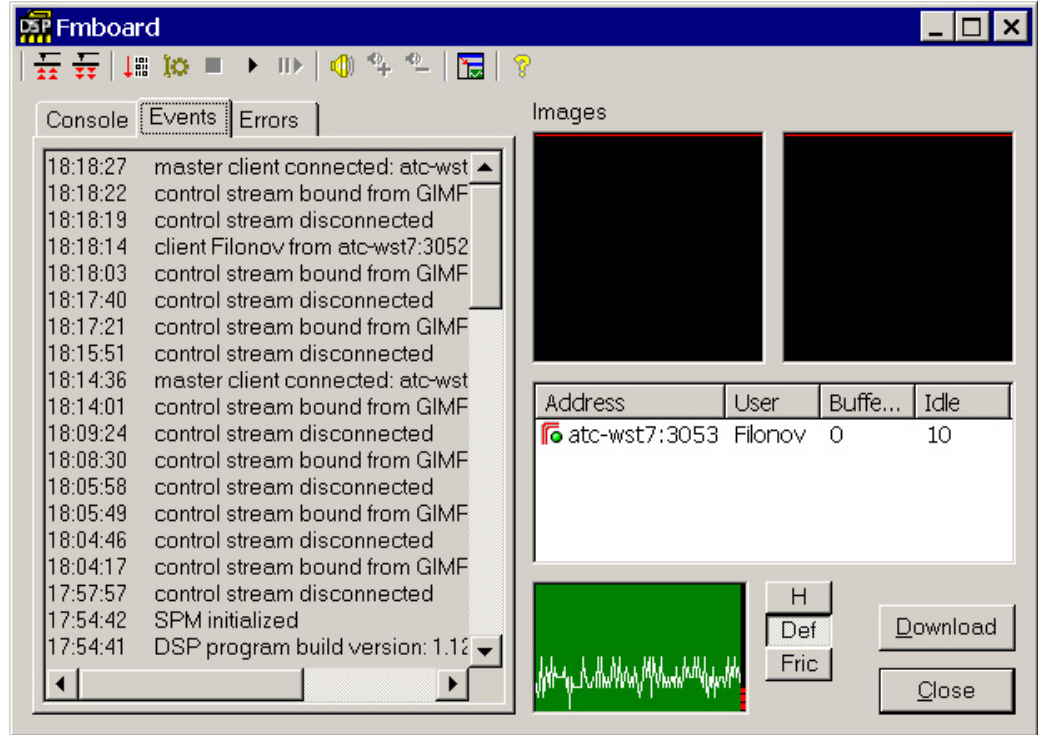 DSP Fmboard
Console Events Errors
18:18:27 master client connected: atc-wst
18:18:22 control stream bound from GIMF
18:18:19 control stream disconnected
18:18:14 client Filonov from atc-wst7:3052
18:18:03 control stream bound from GIMF
18:17:40 control stream disconnected
18:17:21 control stream bound from GIMF
18:15:51 control stream disconnected
18:14:36 master client connected: atc-wst
18:14:01 control stream bound from GIMF
18:09:24 control stream disconnected
18:08:30 control stream bound from GIMF
18:05:58 control stream disconnected
18:05:49 control stream bound from GIMF
18:04:46 control stream disconnected
18:04:17 control stream bound from GIMF
17:57:57 control stream disconnected
17:54:42 SPM initialized
17:54:41 DSP program build version: 1.12
Images
Address User Buffe... Idle
atc-wst7:3053 Filonov 0 10
H
Def
Fric
Download
Close